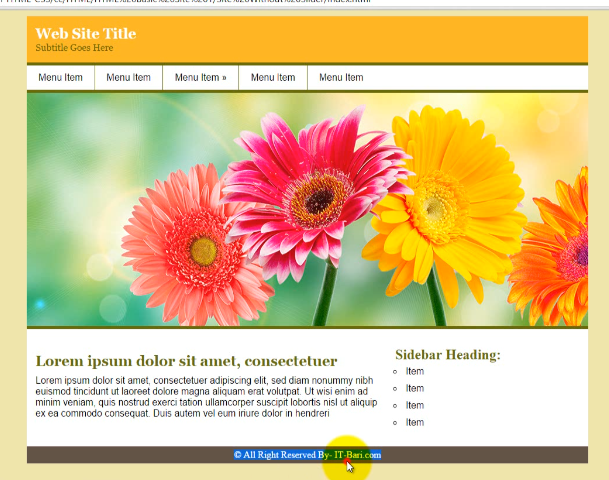 Web Site Title
Subtitle Goes Here
Menu Item Menu Item Menu Item » Menu Item Menu Item
Lorem ipsum dolor sit amet, consectetuer
Lorem ipsum dolor sit amet, consectetuer adipiscing elit, sed diam nonummy nibh
euismod tincidunt ut laoreet dolore magna aliquam erat volutpat. Ut wisi enim ad
minim veniam, quis nostrud exerci tation ullamcorper suscipit lobortis nisl ut aliquip
ex ea commodo consequat. Duis autem vel eum iriure dolor in hendreri
Sidebar Heading:
Item
Item
Item
Item
© All Right Reserved By- IT-Bari.com